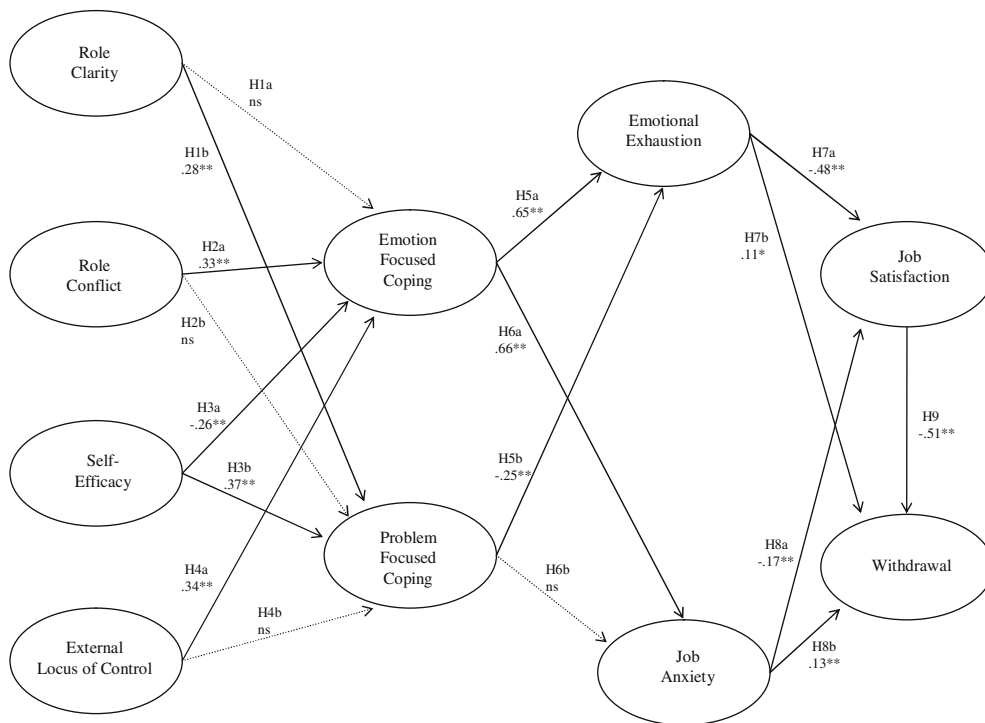 Role
Clarity
H1a
ns
H1b
.28**
Role
Conflict
H2a
.33**
H2b
ns
Self-
Efficacy
H3a
-.26**
H3b
.37**
External
Locus of Control
H4a
.34**
H4b
ns
Emotion
Focused
Coping
Problem
Focused
Coping
H5a
.65**
H6a
.66**
H5b
-.25**
H6b
ns
Emotional
Exhaustion
Job
Anxiety
H7a
-.48**
H7b
.11*
H8a
-.17**
H8b
.13**
Job
Satisfaction
H9
-.51**
Withdrawal